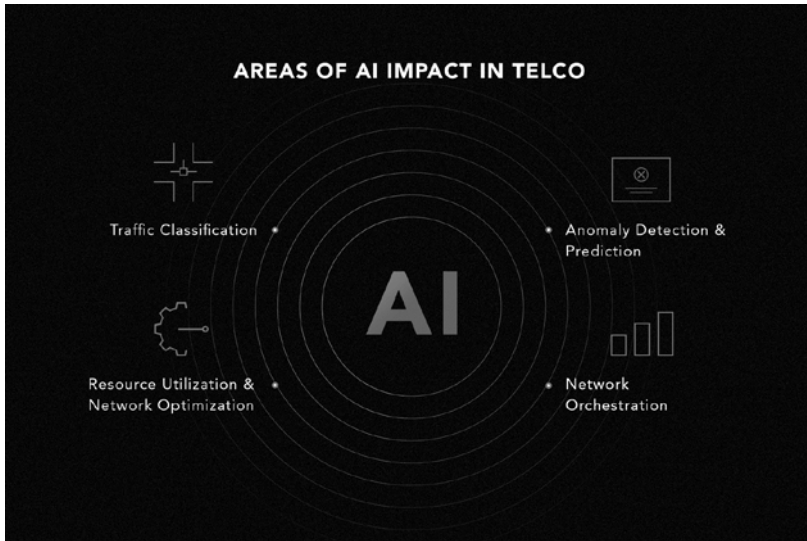 AREAS OF AI IMPACT IN TELCO
Traffic Classification
Anomaly Detection &
Prediction
AI
Resource Utilization &
Network Optimization
Network
Orchestration